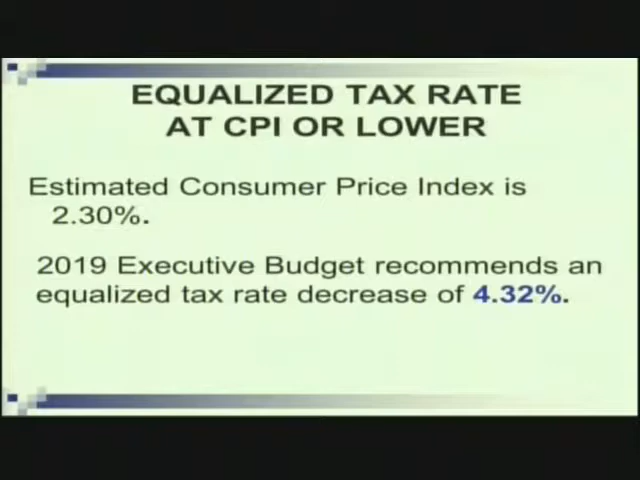 EQUALIZED TAX RATE
AT CPI OR LOWER
Estimated Consumer Price Index is
2.30%.
2019 Executive Budget recommends an
equalized tax rate decrease of 4.32%.